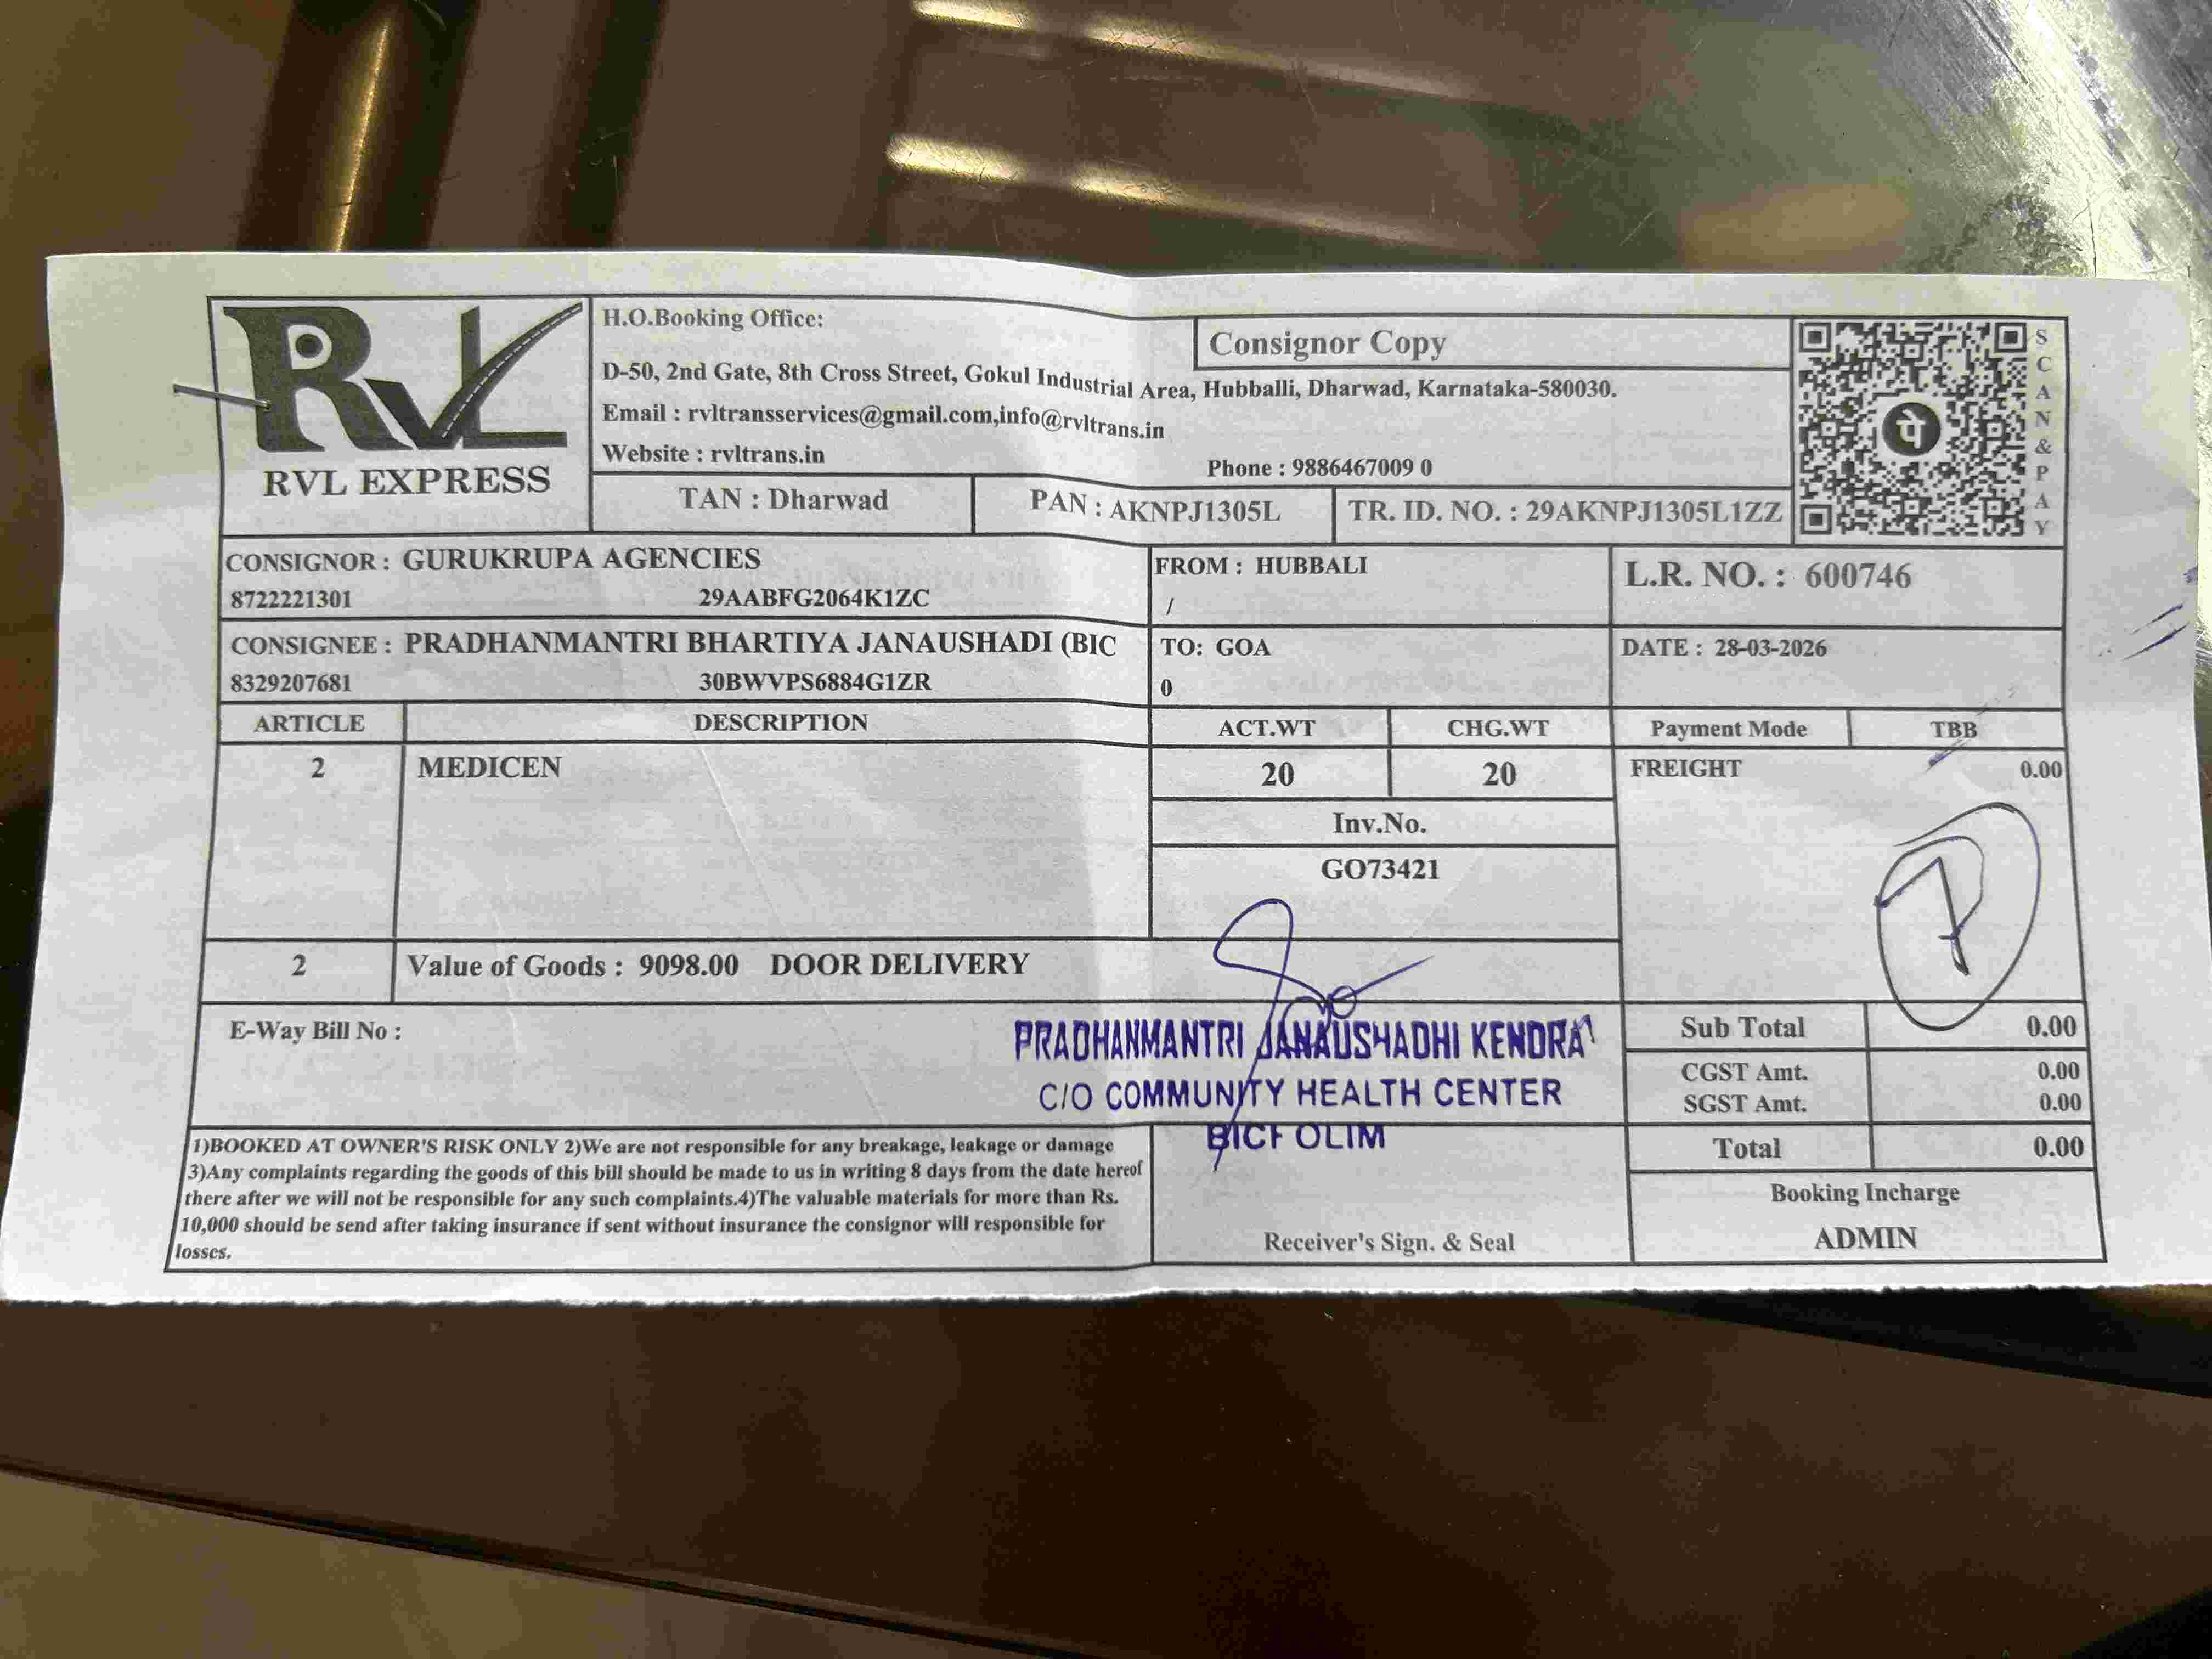 RVL
RVL EXPRESS
H.O.Booking Office:
Consignor Copy
D-50, 2nd Gate, 8th Cross Street, Gokul Industrial Area, Hubballi, Dharwad, Karnataka-580030.
Email : rvltransservices@gmail.com,info@rvltrans.in
Website : rvltrans.in
Phone : 9886467009 0
TAN : Dharwad
PAN : AKNPJ1305L
TR. ID. NO. : 29AKNPJ1305L1ZZ
पे
SCAN & PAY
CONSIGNOR : GURUKRUPA AGENCIES
8722221301 29AABFG2064K1ZC
FROM : HUBBALI
/
L.R. NO. : 600746
CONSIGNEE : PRADHANMANTRI BHARTIYA JANAUSHADI (BIC
8329207681 30BWVPS6884G1ZR
TO: GOA
0
DATE : 28-03-2026
ARTICLE DESCRIPTION ACT.WT CHG.WT Payment Mode TBB
2 MEDICEN 20 20 FREIGHT 0.00
Inv.No.
GO73421
7
2 Value of Goods : 9098.00 DOOR DELIVERY
E-Way Bill No :
PRADHANMANTRI JANAUSHADHI KENDRA
C/O COMMUNITY HEALTH CENTER
BICHOLIM
Sub Total 0.00
CGST Amt. 0.00
SGST Amt. 0.00
Total 0.00
1)BOOKED AT OWNER'S RISK ONLY 2)We are not responsible for any breakage, leakage or damage
3)Any complaints regarding the goods of this bill should be made to us in writing 8 days from the date hereof
there after we will not be responsible for any such complaints.4)The valuable materials for more than Rs.
10,000 should be send after taking insurance if sent without insurance the consignor will responsible for
losses.
Receiver's Sign. & Seal
Booking Incharge
ADMIN